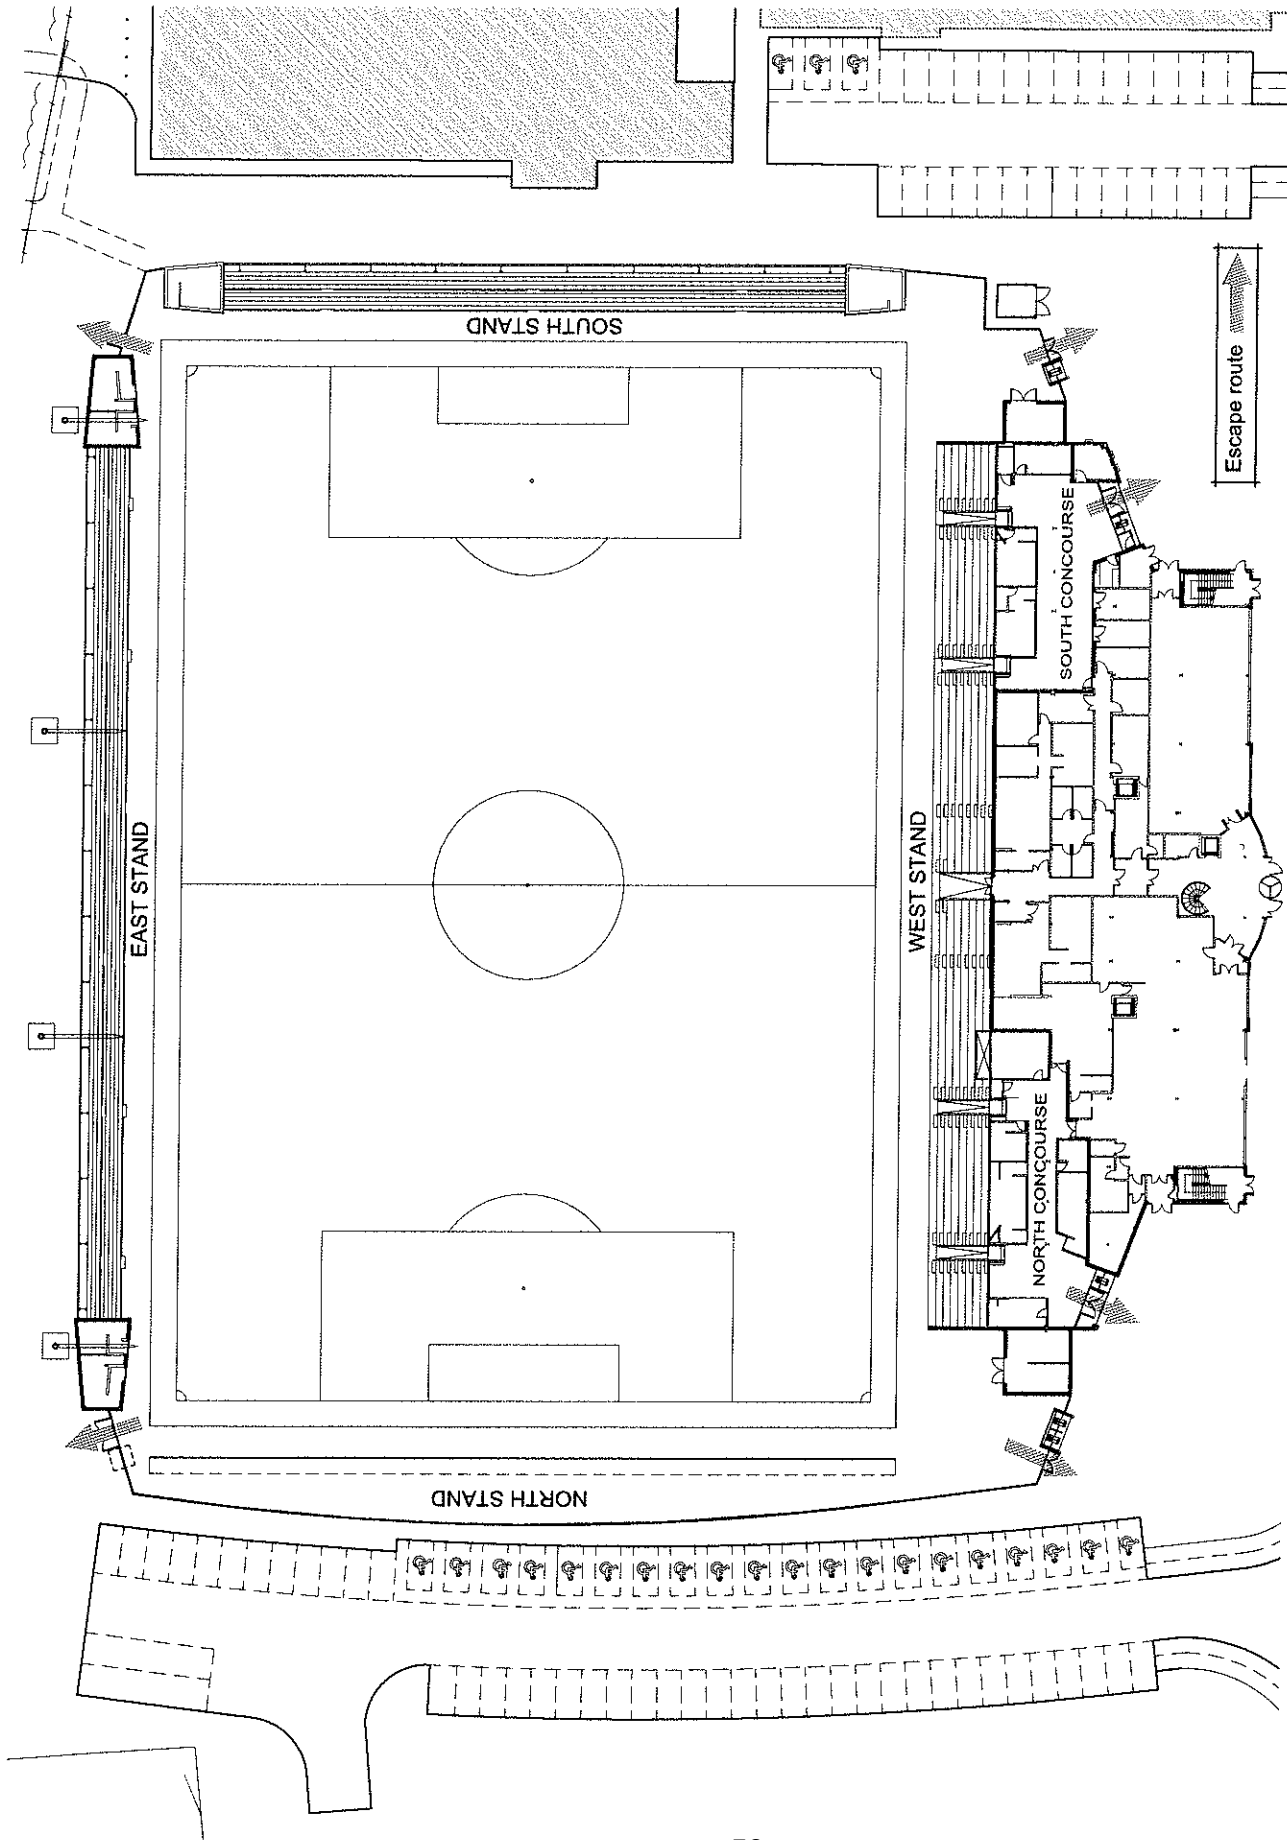 SOUTH STAND
EAST STAND
WEST STAND
NORTH STAND
SOUTH CONCOURSE
NORTH CONCOURSE
Escape route